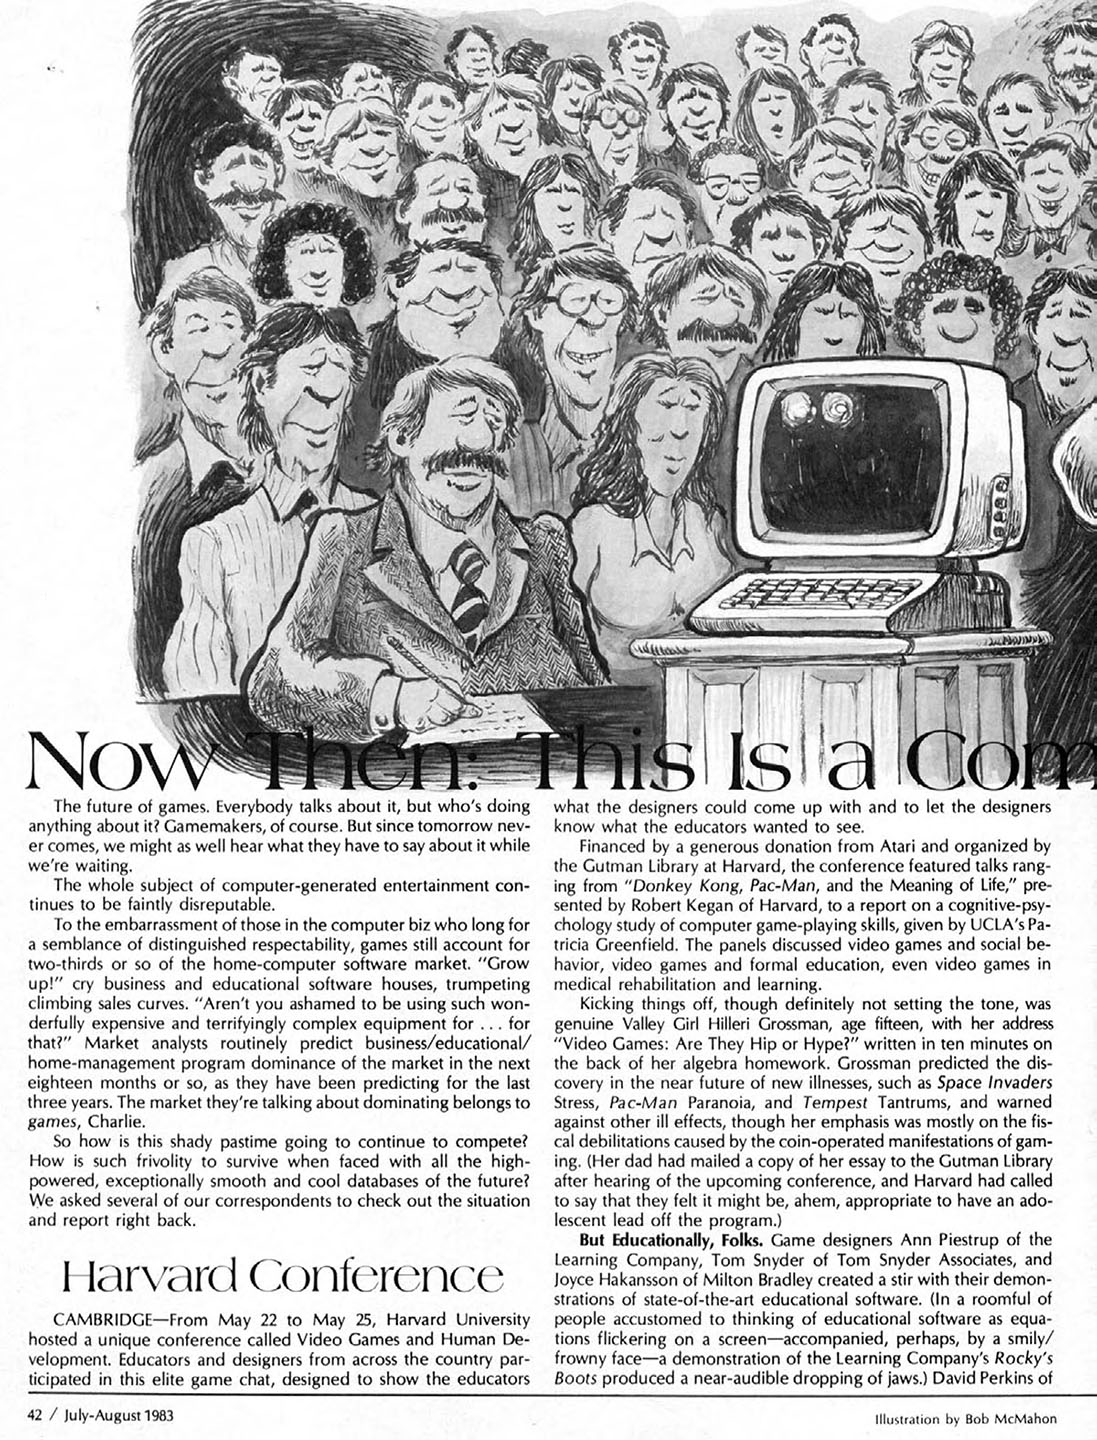 Now Then: This Is a Com
The future of games. Everybody talks about it, but who's doing
anything about it? Gamemakers, of course. But since tomorrow nev-
er comes, we might as well hear what they have to say about it while
we're waiting.
The whole subject of computer-generated entertainment con-
tinues to be faintly disreputable.
To the embarrassment of those in the computer biz who long for
a semblance of distinguished respectability, games still account for
two-thirds or so of the home-computer software market. "Grow
up!" cry business and educational software houses, trumpeting
climbing sales curves. "Aren't you ashamed to be using such won-
derfully expensive and terrifyingly complex equipment for . . . for
that?" Market analysts routinely predict business/educational/
home-management program dominance of the market in the next
eighteen months or so, as they have been predicting for the last
three years. The market they're talking about dominating belongs to
games, Charlie.
So how is this shady pastime going to continue to compete?
How is such frivolity to survive when faced with all the high-
powered, exceptionally smooth and cool databases of the future?
We asked several of our correspondents to check out the situation
and report right back.
Harvard Conference
CAMBRIDGE—From May 22 to May 25, Harvard University
hosted a unique conference called Video Games and Human De-
velopment. Educators and designers from across the country par-
ticipated in this elite game chat, designed to show the educators
what the designers could come up with and to let the designers
know what the educators wanted to see.
Financed by a generous donation from Atari and organized by
the Gutman Library at Harvard, the conference featured talks rang-
ing from "Donkey Kong, Pac-Man, and the Meaning of Life," pre-
sented by Robert Kegan of Harvard, to a report on a cognitive-psy-
chology study of computer game-playing skills, given by UCLA's Pa-
tricia Greenfield. The panels discussed video games and social be-
havior, video games and formal education, even video games in
medical rehabilitation and learning.
Kicking things off, though definitely not setting the tone, was
genuine Valley Girl Hilleri Grossman, age fifteen, with her address
"Video Games: Are They Hip or Hype?" written in ten minutes on
the back of her algebra homework. Grossman predicted the dis-
covery in the near future of new illnesses, such as Space Invaders
Stress, Pac-Man Paranoia, and Tempest Tantrums, and warned
against other ill effects, though her emphasis was mostly on the fis-
cal debilitations caused by the coin-operated manifestations of gam-
ing. (Her dad had mailed a copy of her essay to the Gutman Library
after hearing of the upcoming conference, and Harvard had called
to say that they felt it might be, ahem, appropriate to have an ado-
lescent lead off the program.)
But Educationally, Folks. Game designers Ann Piestrup of the
Learning Company, Tom Snyder of Tom Snyder Associates, and
Joyce Hakansson of Milton Bradley created a stir with their demon-
strations of state-of-the-art educational software. (In a roomful of
people accustomed to thinking of educational software as equa-
tions flickering on a screen—accompanied, perhaps, by a smily/
frowny face—a demonstration of the Learning Company's Rocky's
Boots produced a near-audible dropping of jaws.) David Perkins of
42 / July-August 1983
Illustration by Bob McMahon